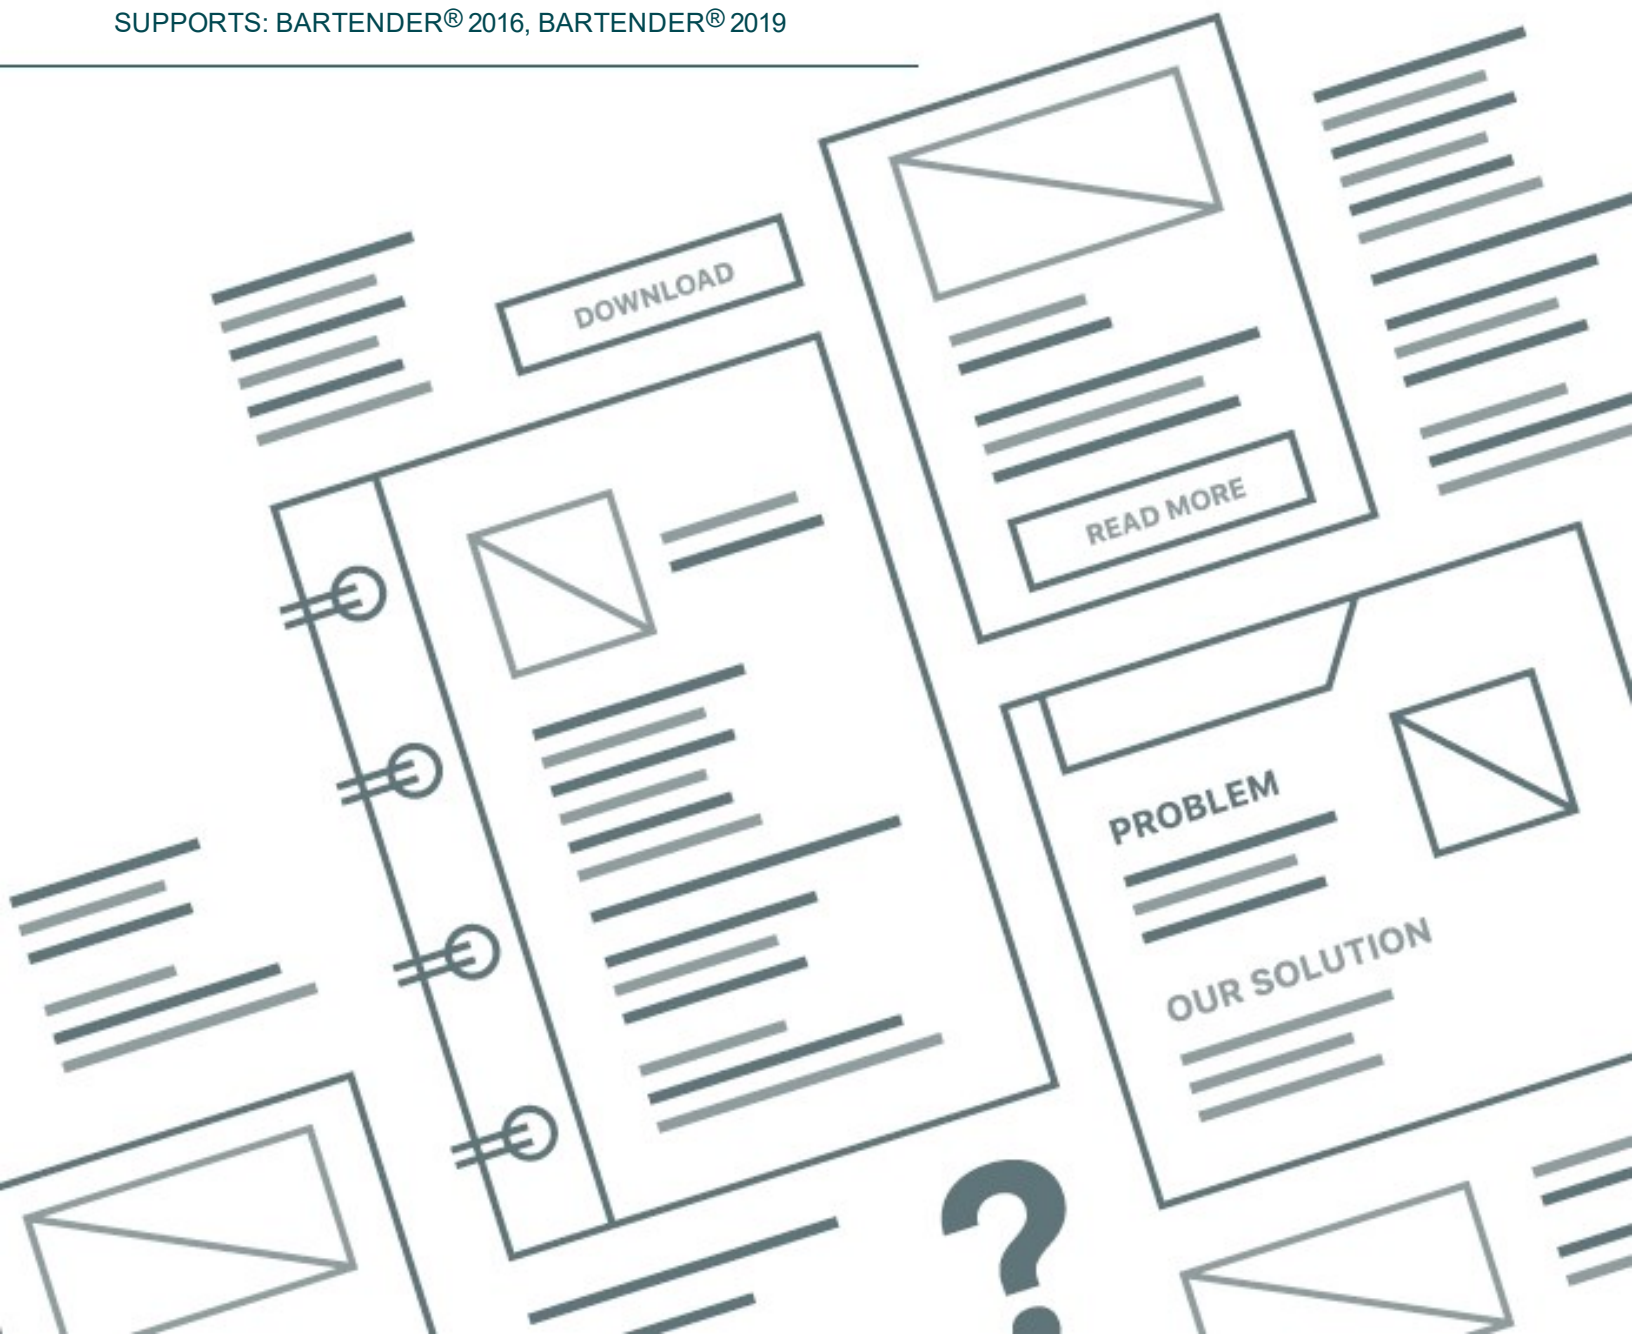 SUPPORTS: BARTENDER® 2016, BARTENDER® 2019
DOWNLOAD
READ MORE
PROBLEM
OUR SOLUTION
?